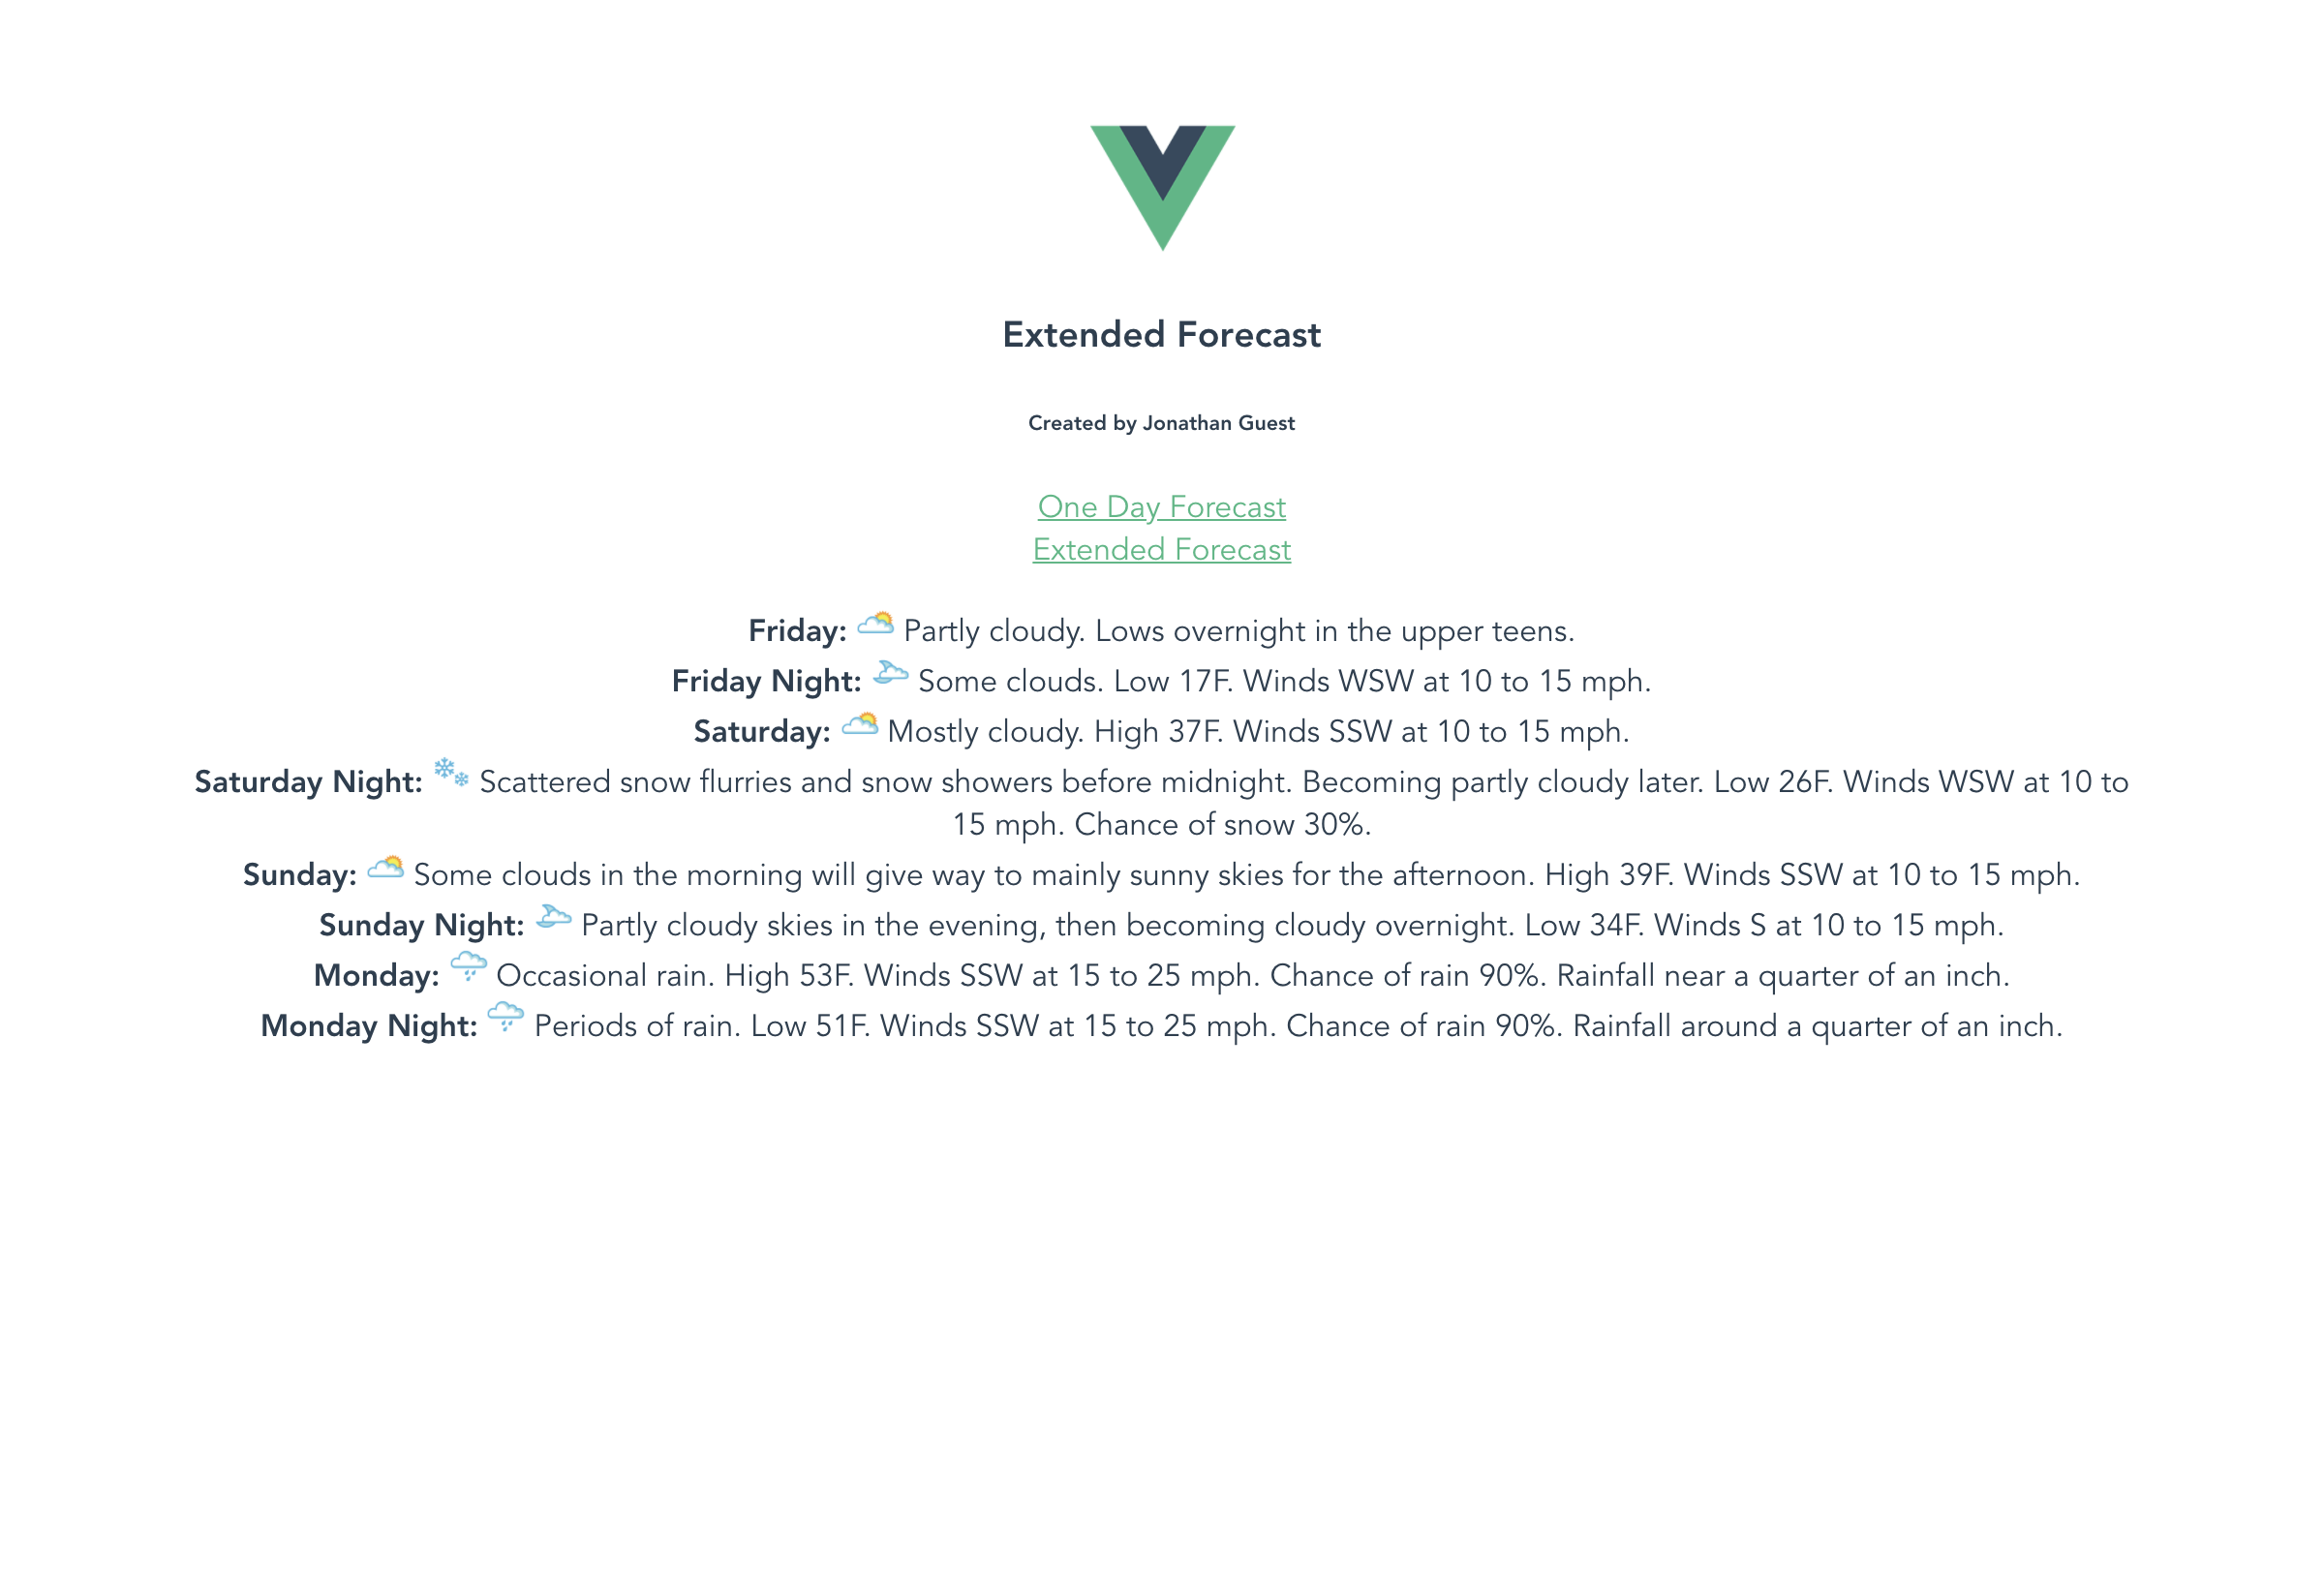 Extended Forecast
Created by Jonathan Guest
One Day Forecast
Extended Forecast
Friday: Partly cloudy. Lows overnight in the upper teens.
Friday Night: Some clouds. Low 17F. Winds WSW at 10 to 15 mph.
Saturday: Mostly cloudy. High 37F. Winds SSW at 10 to 15 mph.
Saturday Night: Scattered snow flurries and snow showers before midnight. Becoming partly cloudy later. Low 26F. Winds WSW at 10 to
15 mph. Chance of snow 30%.
Sunday: Some clouds in the morning will give way to mainly sunny skies for the afternoon. High 39F. Winds SSW at 10 to 15 mph.
Sunday Night: Partly cloudy skies in the evening, then becoming cloudy overnight. Low 34F. Winds S at 10 to 15 mph.
Monday: Occasional rain. High 53F. Winds SSW at 15 to 25 mph. Chance of rain 90%. Rainfall near a quarter of an inch.
Monday Night: Periods of rain. Low 51F. Winds SSW at 15 to 25 mph. Chance of rain 90%. Rainfall around a quarter of an inch.